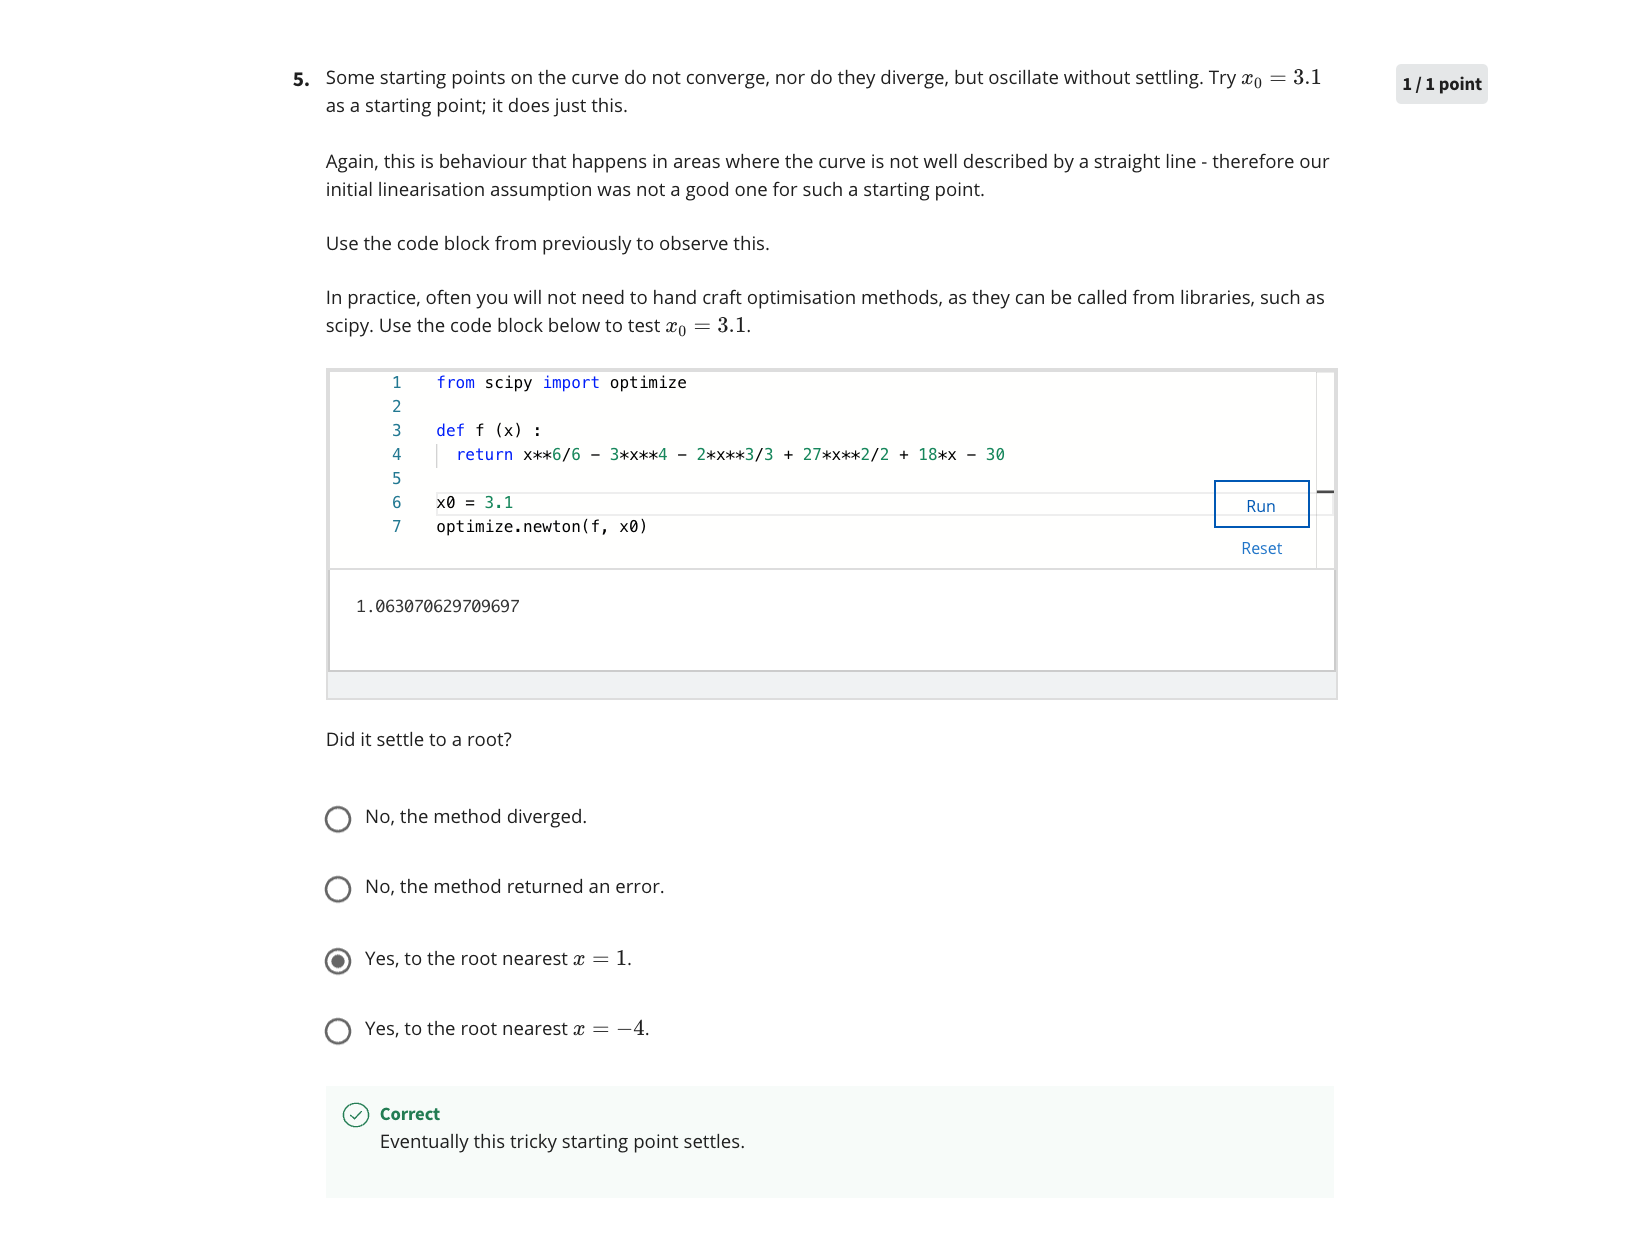 5. Some starting points on the curve do not converge, nor do they diverge, but oscillate without settling. Try x₀ = 3.1
1 / 1 point
as a starting point; it does just this.
Again, this is behaviour that happens in areas where the curve is not well described by a straight line - therefore our
initial linearisation assumption was not a good one for such a starting point.
Use the code block from previously to observe this.
In practice, often you will not need to hand craft optimisation methods, as they can be called from libraries, such as
scipy. Use the code block below to test x₀ = 3.1.
1 from scipy import optimize
2
3 def f (x) :
4 return x**6/6 - 3*x**4 - 2*x**3/3 + 27*x**2/2 + 18*x - 30
5
6 x0 = 3.1
7 optimize.newton(f, x0)
Run
Reset
1.063070629709697
Did it settle to a root?
No, the method diverged.
No, the method returned an error.
Yes, to the root nearest x = 1.
Yes, to the root nearest x = −4.
Correct
Eventually this tricky starting point settles.